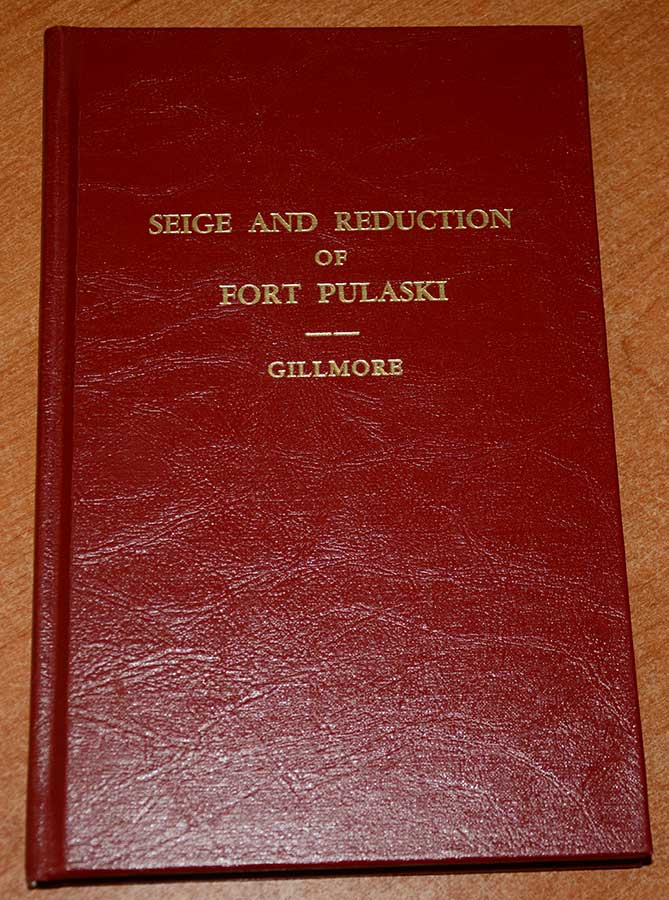 SEIGE AND REDUCTION
OF
FORT PULASKI
GILLMORE